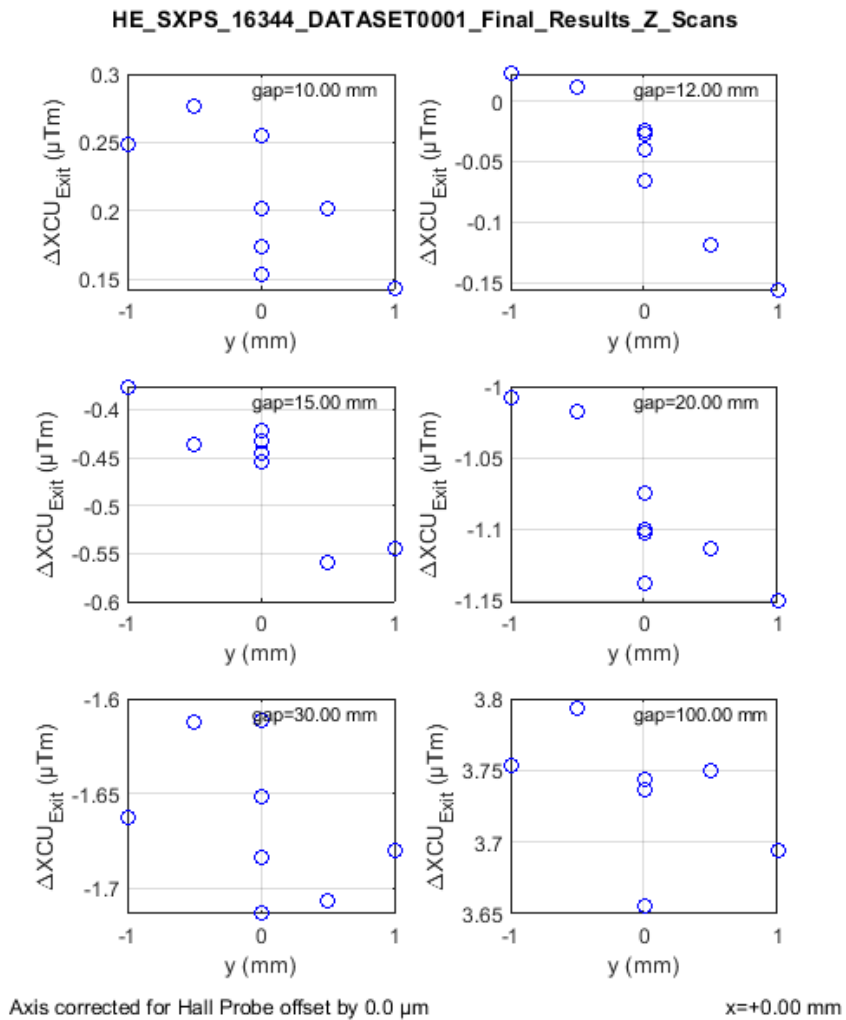 HE_SXPS_16344_DATASET0001_Final_Results_Z_Scans
gap=10.00 mm
ΔXCU_Exit (µTm)
0.3
0.25
0.2
0.15
-1 0 1
y (mm)
gap=12.00 mm
ΔXCU_Exit (µTm)
0
-0.05
-0.1
-0.15
-1 0 1
y (mm)
gap=15.00 mm
ΔXCU_Exit (µTm)
-0.4
-0.45
-0.5
-0.55
-0.6
-1 0 1
y (mm)
gap=20.00 mm
ΔXCU_Exit (µTm)
-1
-1.05
-1.1
-1.15
-1 0 1
y (mm)
gap=30.00 mm
ΔXCU_Exit (µTm)
-1.6
-1.65
-1.7
-1 0 1
y (mm)
gap=100.00 mm
ΔXCU_Exit (µTm)
3.8
3.75
3.7
3.65
-1 0 1
y (mm)
Axis corrected for Hall Probe offset by 0.0 µm
x=+0.00 mm